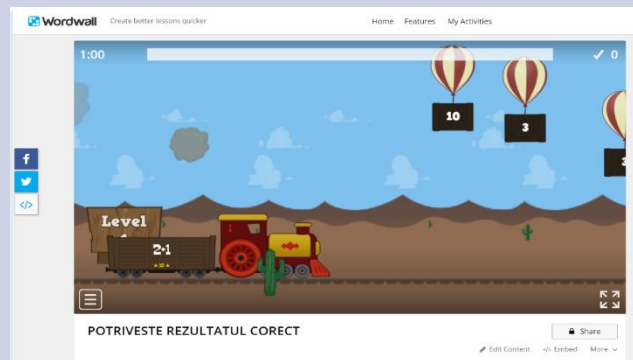 Wordwall Create better lessons quicker Home Features My Activities
1:00 0
10
3
Level
2·1
POTRIVESTE REZULTATUL CORECT
Share
Edit Content Embed More